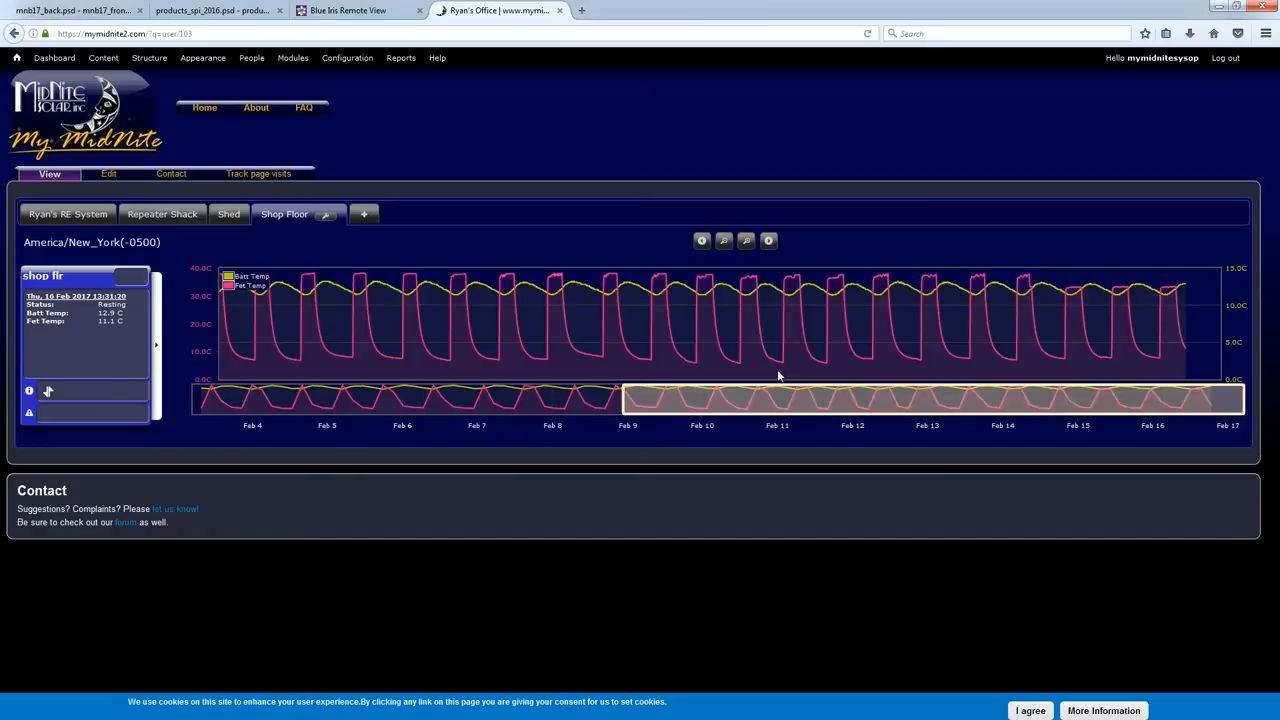 mnb17_back.psd - mnb17_fron...
products_spi_2016.psd - produ...
Blue Iris Remote View
Ryan's Office | www.mymi...
https://mymidnite2.com/?q=user/103
Search
Dashboard Content Structure Appearance People Modules Configuration Reports Help
Hello mymidnitesysop Log out
MIDNITE
SOLAR INC
My MidNite
Home About FAQ
View Edit Contact Track page visits
Ryan's RE System Repeater Shack Shed Shop Floor
America/New_York(-0500)
shop flr
Thu, 16 Feb 2017 13:31:20
Status: Resting
Batt Temp: 12.9 C
Fet Temp: 11.1 C
40.0C
30.0C
20.0C
10.0C
0.0C
Batt Temp
Fet Temp
15.0C
10.0C
5.0C
0.0C
Feb 4 Feb 5 Feb 6 Feb 7 Feb 8 Feb 9 Feb 10 Feb 11 Feb 12 Feb 13 Feb 14 Feb 15 Feb 16 Feb 17
Contact
Suggestions? Complaints? Please let us know!
Be sure to check out our forum as well.
We use cookies on this site to enhance your user experience.By clicking any link on this page you are giving your consent for us to set cookies.
I agree
More Information